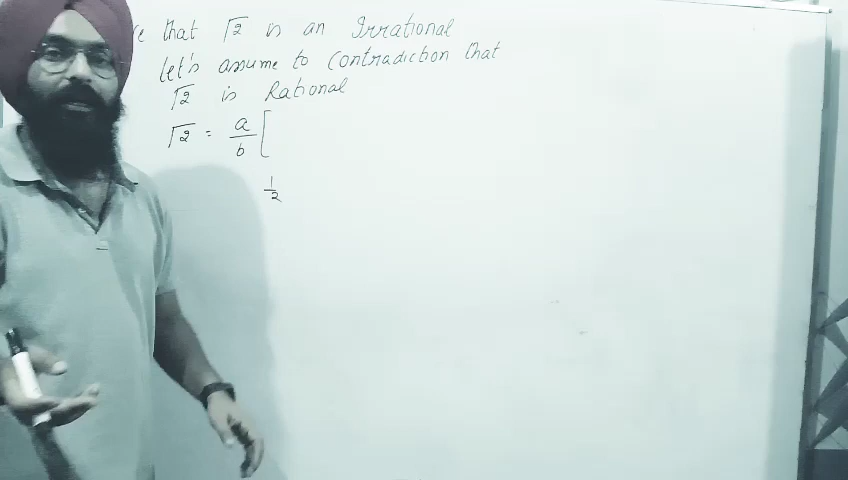 that √2 is an Irrational
let's assume to contradiction that
√2 is Rational
√2 = a/b [
1/2